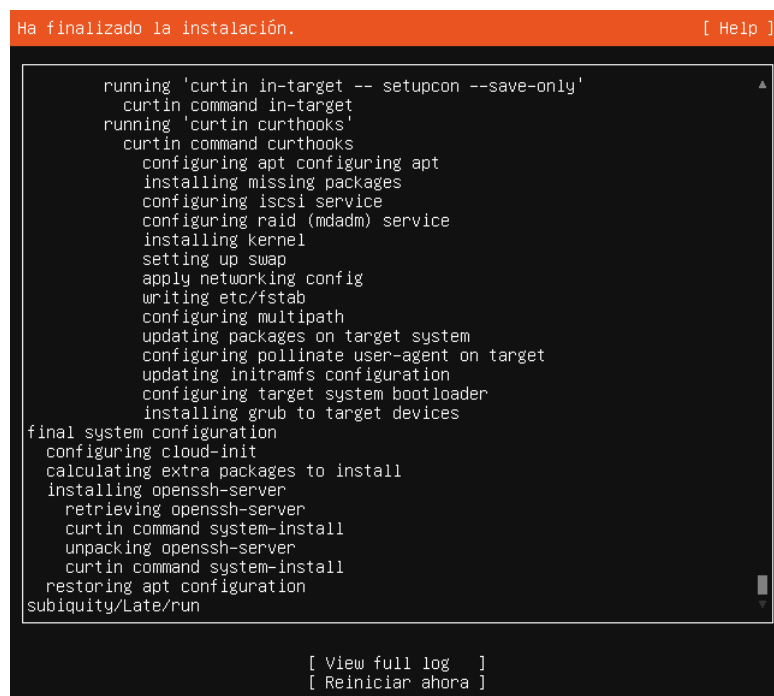 Ha finalizado la instalación. [ Help ]
running 'curtin in-target -- setupcon --save-only'
curtin command in-target
running 'curtin curthooks'
curtin command curthooks
configuring apt configuring apt
installing missing packages
configuring iscsi service
configuring raid (mdadm) service
installing kernel
setting up swap
apply networking config
writing etc/fstab
configuring multipath
updating packages on target system
configuring pollinate user-agent on target
updating initramfs configuration
configuring target system bootloader
installing grub to target devices
final system configuration
configuring cloud-init
calculating extra packages to install
installing openssh-server
retrieving openssh-server
curtin command system-install
unpacking openssh-server
curtin command system-install
restoring apt configuration
subiquity/Late/run
[ View full log ]
[ Reiniciar ahora ]